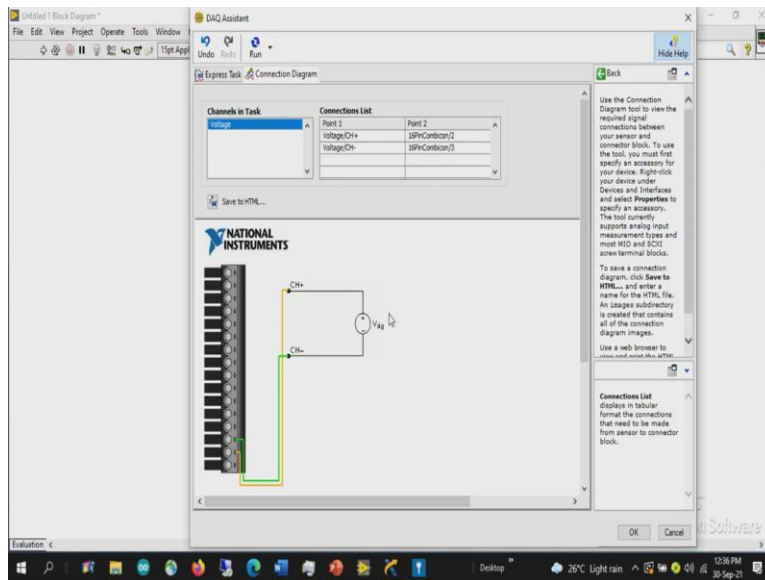 Untitled 1 Block Diagram *
File Edit View Project Operate Tools Window
15pt Appl
DAQ Assistant
Undo Redo Run
Hide Help
Express Task Connection Diagram
Back
Channels in Task
Voltage
Connections List
Point 1 Point 2
Voltage/CH+ 16PinCombicon/2
Voltage/CH- 16PinCombicon/3
Save to HTML...
NATIONAL
INSTRUMENTS
CH+
Vsig
CH-
Use the Connection
Diagram tool to view the
required signal
connections between
your sensor and
connector block. To use
the tool, you must first
specify an accessory for
your device. Right-click
your device under
Devices and Interfaces
and select Properties to
specify an accessory.
The tool currently
supports analog input
measurement types and
most MIO and SCXI
screw terminal blocks.
To save a connection
diagram, click Save to
HTML... and enter a
name for the HTML file.
An images subdirectory
is created that contains
all of the connection
diagram images.
Use a web browser to
view and print the HTML
Connections List
displays in tabular
format the connections
that need to be made
from sensor to connector
block.
OK Cancel
Software
Evaluation
Desktop
26°C Light rain
12:36 PM
30-Sep-21